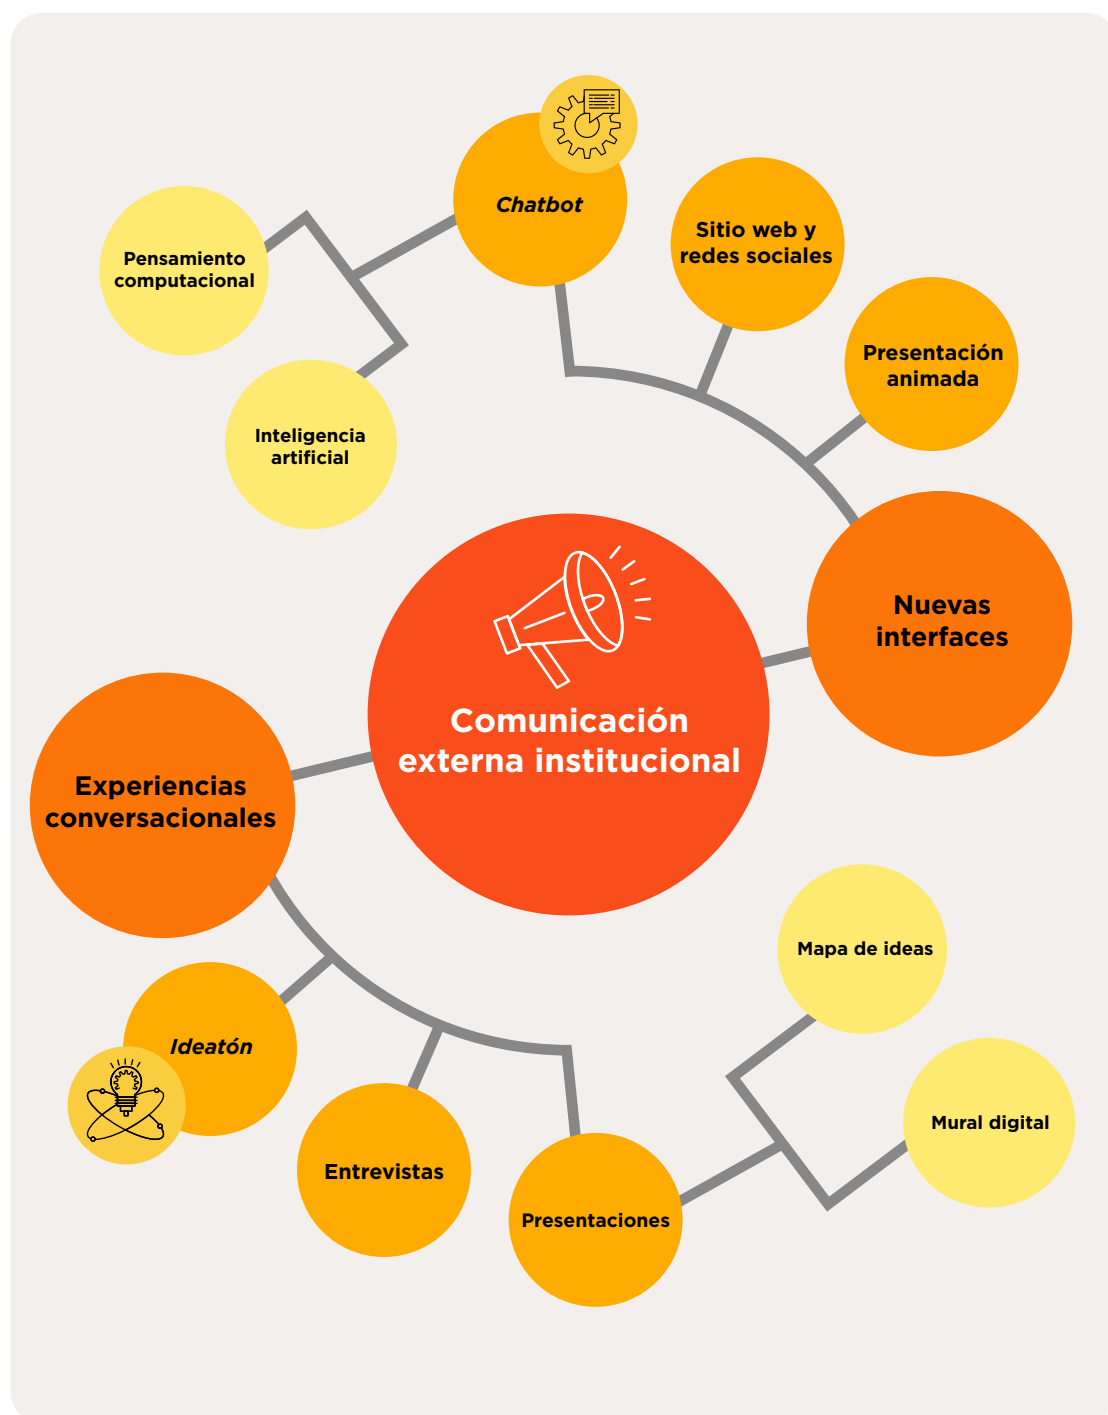 Chatbot
Sitio web y
redes sociales
Pensamiento
computacional
Presentación
animada
Inteligencia
artificial
Nuevas
interfaces
Comunicación
externa institucional
Experiencias
conversacionales
Mapa de ideas
Ideatón
Mural digital
Entrevistas
Presentaciones